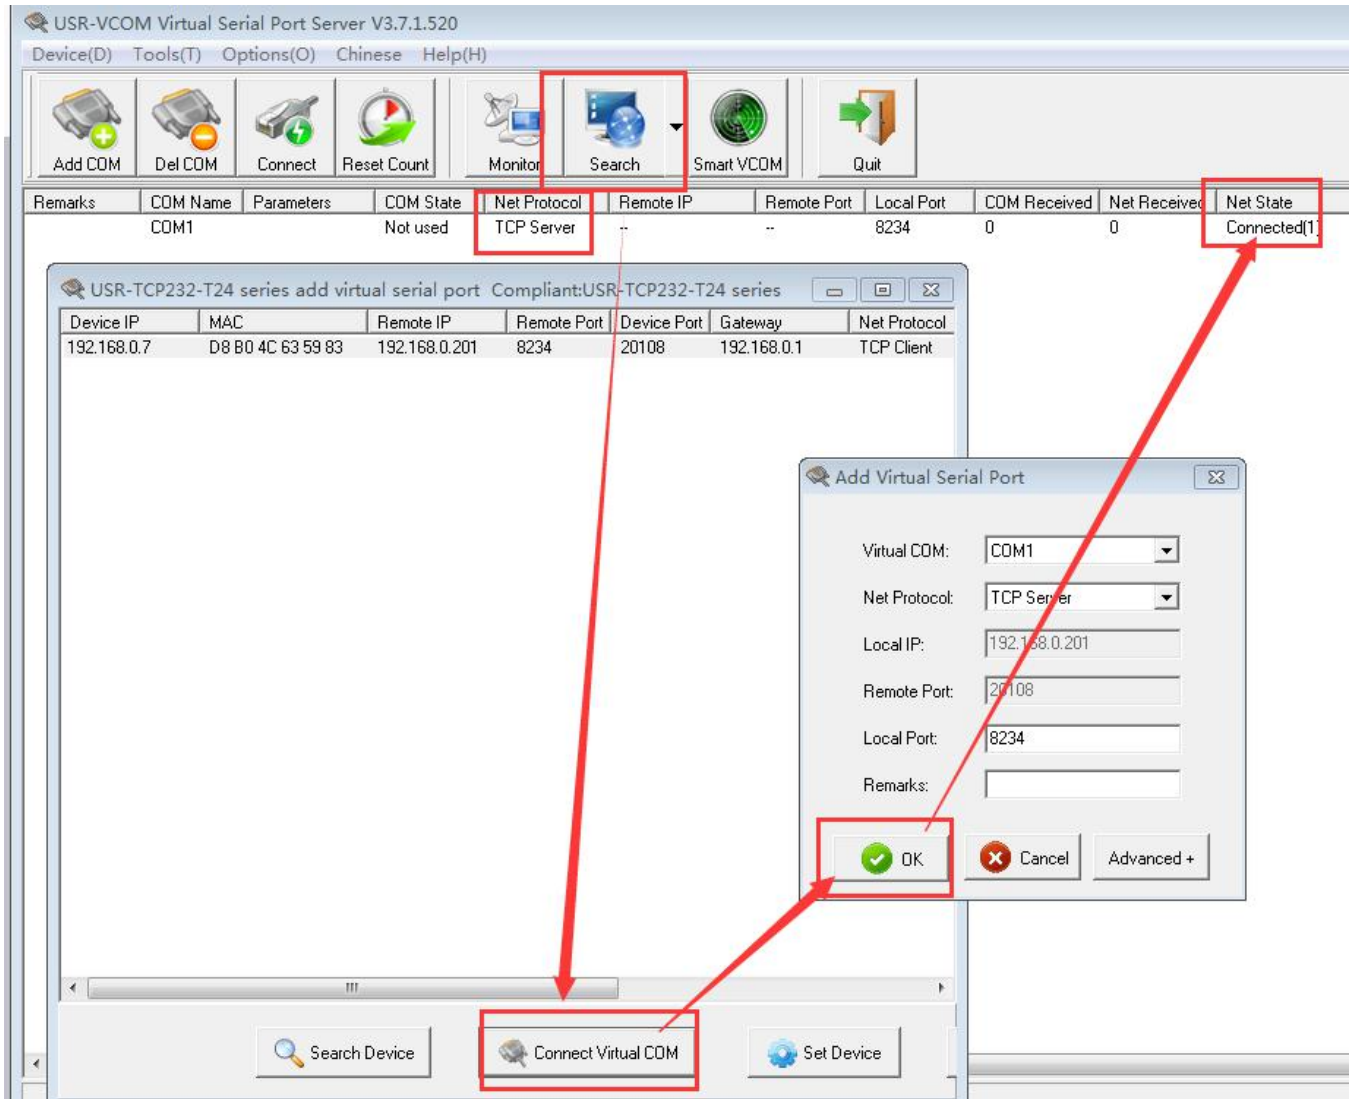 USR-VCOM Virtual Serial Port Server V3.7.1.520
Device(D) Tools(T) Options(O) Chinese Help(H)
Add COM Del COM Connect Reset Count Monitor Search Smart VCOM Quit
Remarks COM Name Parameters COM State Net Protocol Remote IP Remote Port Local Port COM Received Net Received Net State
COM1 Not used TCP Server -- -- 8234 0 0 Connected(1)
USR-TCP232-T24 series add virtual serial port Compliant:USR-TCP232-T24 series
Device IP MAC Remote IP Remote Port Device Port Gateway Net Protocol
192.168.0.7 D8 B0 4C 63 59 83 192.168.0.201 8234 20108 192.168.0.1 TCP Client
Add Virtual Serial Port
Virtual COM: COM1
Net Protocol: TCP Server
Local IP: 192.168.0.201
Remote Port: 20108
Local Port: 8234
Remarks:
OK Cancel Advanced +
Search Device Connect Virtual COM Set Device